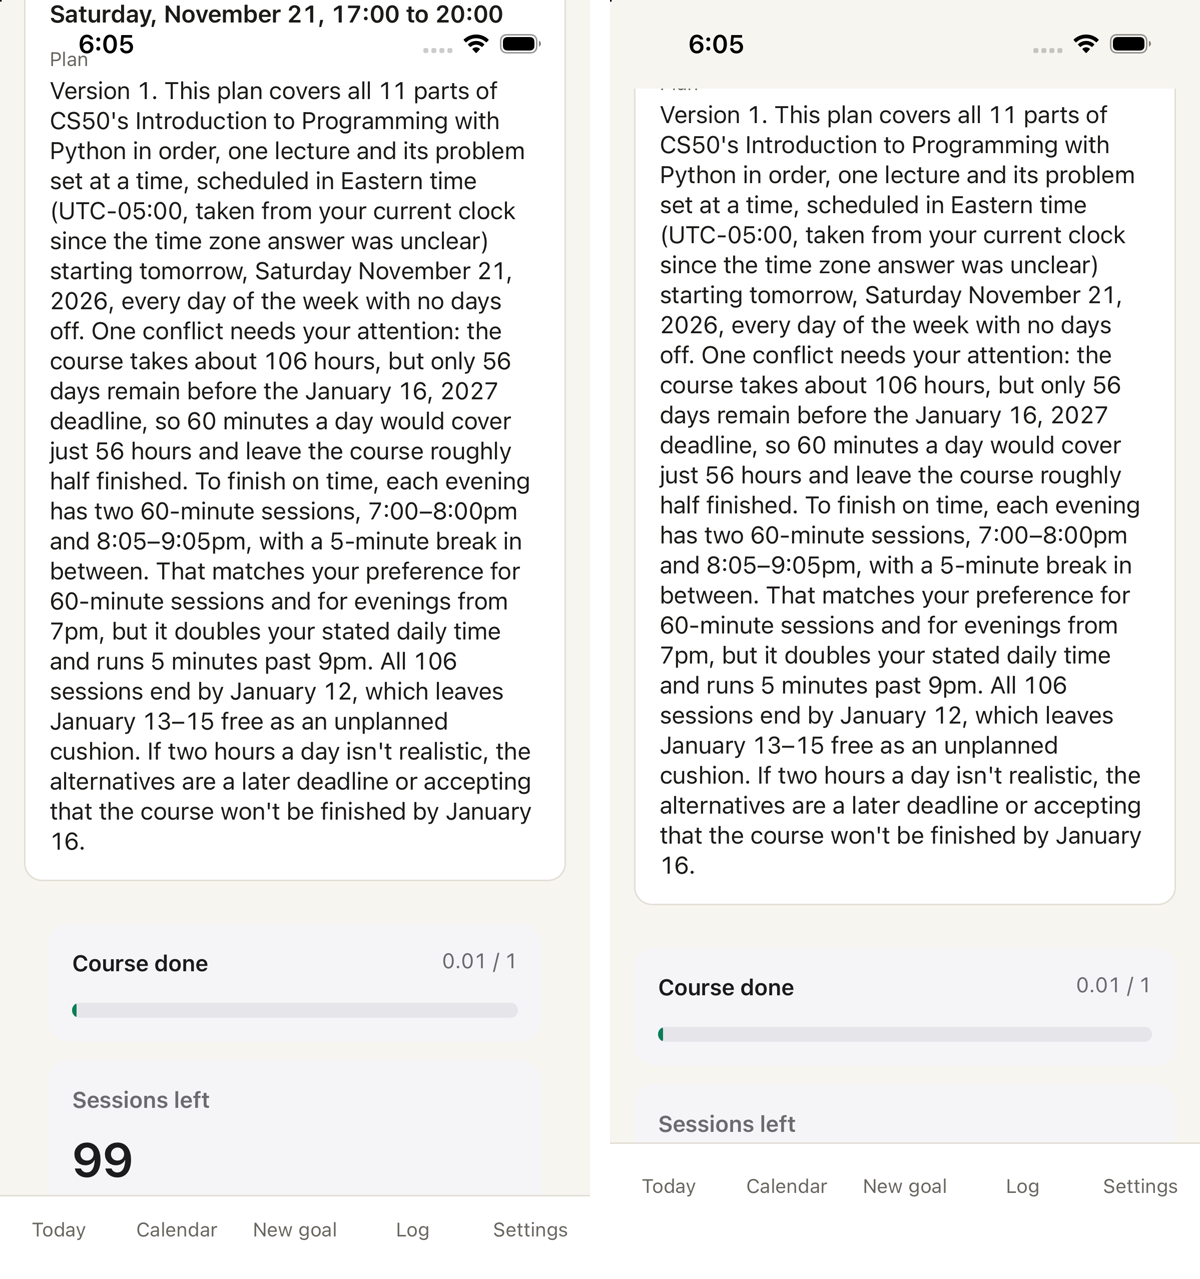 Saturday, November 21, 17:00 to 20:00
6:05
Plan
Version 1. This plan covers all 11 parts of
CS50's Introduction to Programming with
Python in order, one lecture and its problem
set at a time, scheduled in Eastern time
(UTC-05:00, taken from your current clock
since the time zone answer was unclear)
starting tomorrow, Saturday November 21,
2026, every day of the week with no days
off. One conflict needs your attention: the
course takes about 106 hours, but only 56
days remain before the January 16, 2027
deadline, so 60 minutes a day would cover
just 56 hours and leave the course roughly
half finished. To finish on time, each evening
has two 60-minute sessions, 7:00–8:00pm
and 8:05–9:05pm, with a 5-minute break in
between. That matches your preference for
60-minute sessions and for evenings from
7pm, but it doubles your stated daily time
and runs 5 minutes past 9pm. All 106
sessions end by January 12, which leaves
January 13–15 free as an unplanned
cushion. If two hours a day isn't realistic, the
alternatives are a later deadline or accepting
that the course won't be finished by January
16.
Course done 0.01 / 1
Sessions left
99
Today Calendar New goal Log Settings
6:05
Version 1. This plan covers all 11 parts of
CS50's Introduction to Programming with
Python in order, one lecture and its problem
set at a time, scheduled in Eastern time
(UTC-05:00, taken from your current clock
since the time zone answer was unclear)
starting tomorrow, Saturday November 21,
2026, every day of the week with no days
off. One conflict needs your attention: the
course takes about 106 hours, but only 56
days remain before the January 16, 2027
deadline, so 60 minutes a day would cover
just 56 hours and leave the course roughly
half finished. To finish on time, each evening
has two 60-minute sessions, 7:00–8:00pm
and 8:05–9:05pm, with a 5-minute break in
between. That matches your preference for
60-minute sessions and for evenings from
7pm, but it doubles your stated daily time
and runs 5 minutes past 9pm. All 106
sessions end by January 12, which leaves
January 13–15 free as an unplanned
cushion. If two hours a day isn't realistic, the
alternatives are a later deadline or accepting
that the course won't be finished by January
16.
Course done 0.01 / 1
Sessions left
Today Calendar New goal Log Settings